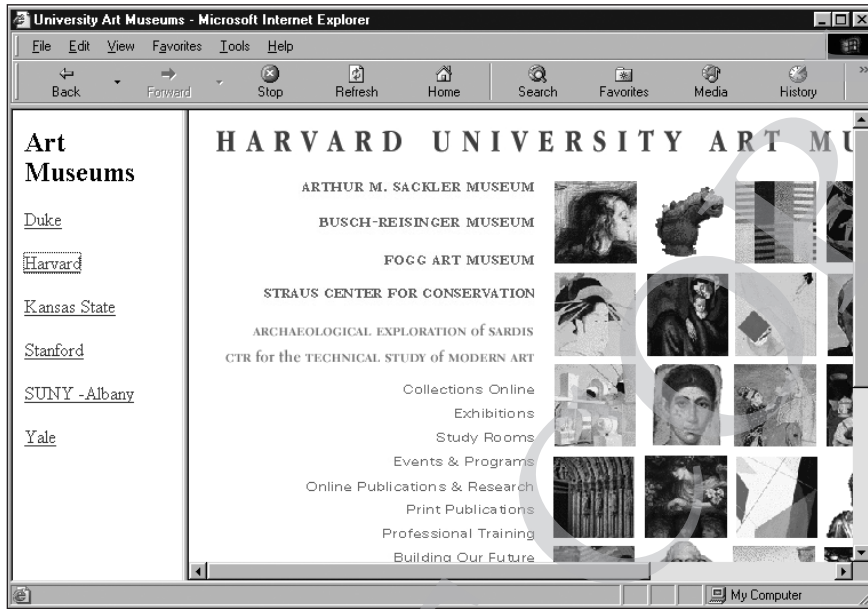 University Art Museums - Microsoft Internet Explorer
File Edit View Favorites Tools Help
Back Forward Stop Refresh Home Search Favorites Media History »
Art
Museums
Duke
Harvard
Kansas State
Stanford
SUNY -Albany
Yale
HARVARD UNIVERSITY ART MU
ARTHUR M. SACKLER MUSEUM
BUSCH-REISINGER MUSEUM
FOGG ART MUSEUM
STRAUS CENTER FOR CONSERVATION
ARCHAEOLOGICAL EXPLORATION of SARDIS
CTR for the TECHNICAL STUDY of MODERN ART
Collections Online
Exhibitions
Study Rooms
Events & Programs
Online Publications & Research
Print Publications
Professional Training
Building Our Future
My Computer